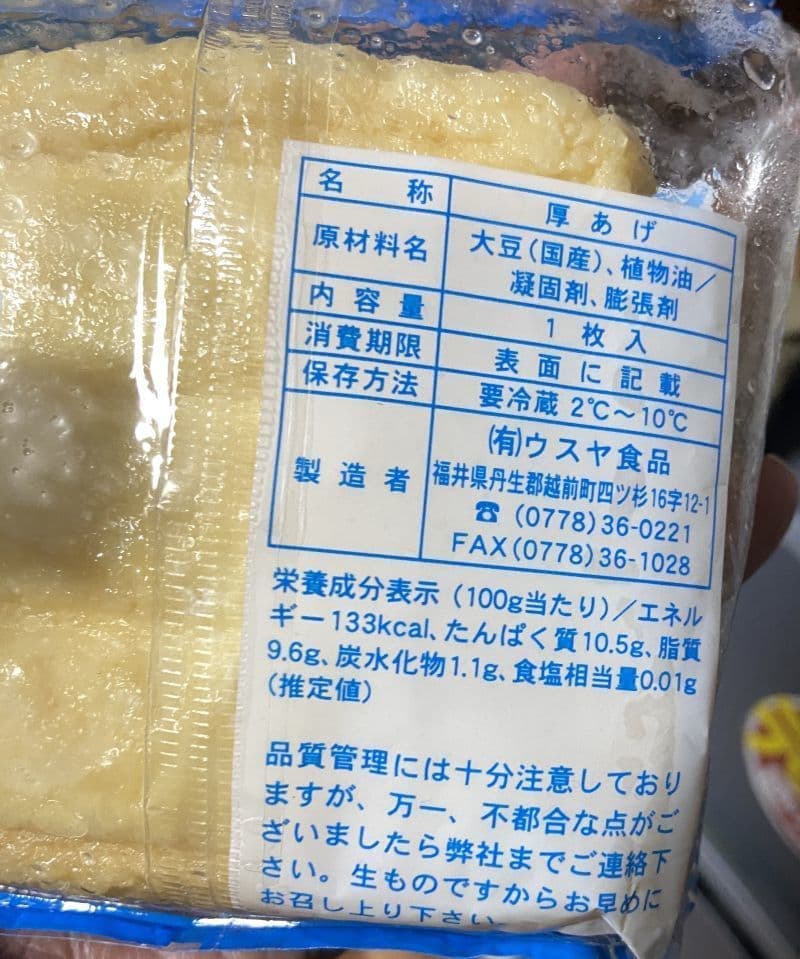 名称 厚あげ
原材料名 大豆(国産)、植物油/
凝固剤、膨張剤
内容量 1枚入
消費期限 表面に記載
保存方法 要冷蔵 2℃〜10℃
製造者 ㈲ウスヤ食品
福井県丹生郡越前町四ツ杉16字12-1
☎ (0778)36-0221
FAX(0778)36-1028
栄養成分表示(100g当たり)/エネル
ギー133kcal、たんぱく質10.5g、脂質
9.6g、炭水化物1.1g、食塩相当量0.01g
(推定値)
品質管理には十分注意しており
ますが、万一、不都合な点がご
ざいましたら弊社までご連絡下
さい。生ものですからお早めに
お召し上り下さい。